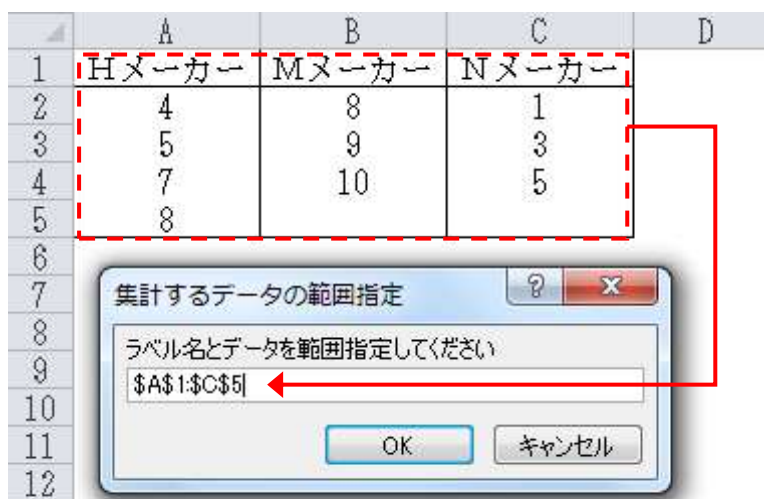 A B C D
1 Hメーカー Mメーカー Nメーカー
2 4 8 1
3 5 9 3
4 7 10 5
5 8
6
7
8
9
10
11
12
集計するデータの範囲指定
ラベル名とデータを範囲指定してください
$A$1:$C$5
OK キャンセル